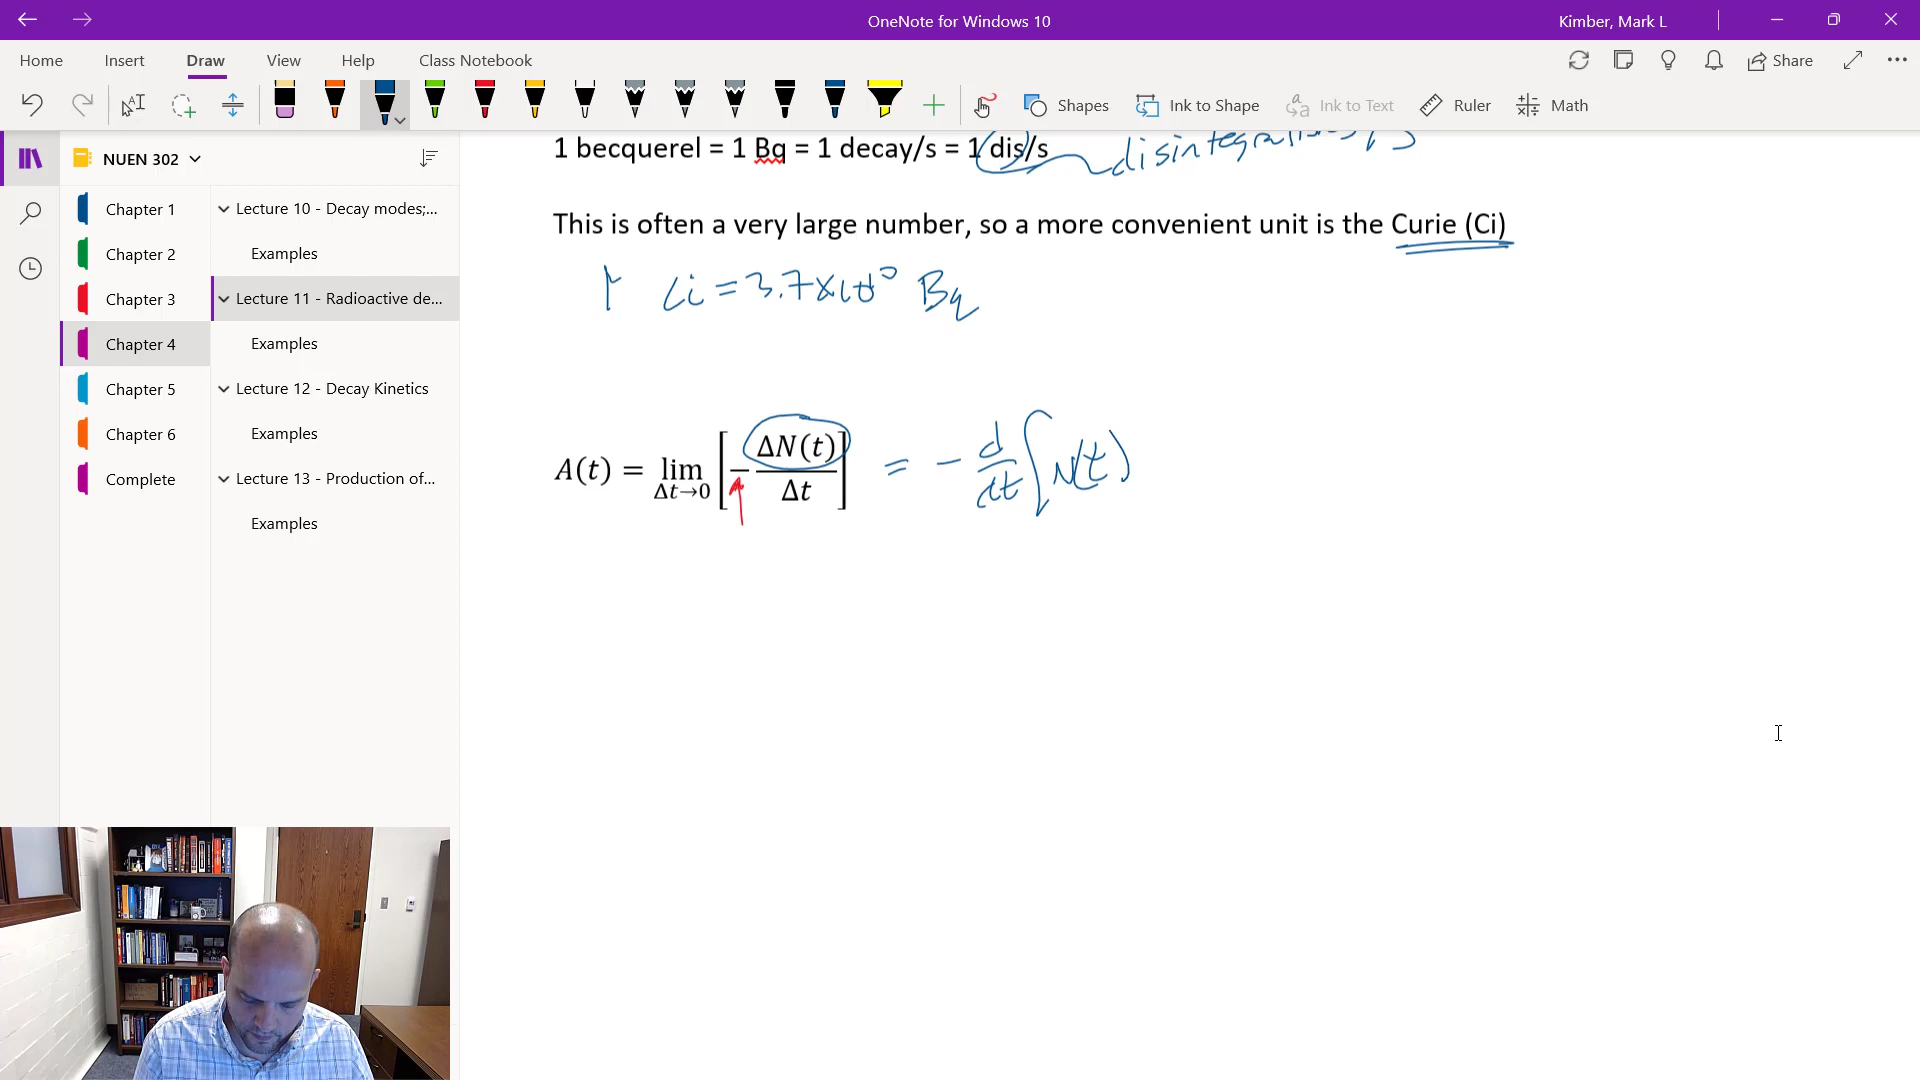 OneNote for Windows 10
Kimber, Mark L
Home Insert Draw View Help Class Notebook
Share
Shapes Ink to Shape Ink to Text Ruler Math
NUEN 302
Chapter 1
Chapter 2
Chapter 3
Chapter 4
Chapter 5
Chapter 6
Complete
Lecture 10 - Decay modes;...
Examples
Lecture 11 - Radioactive de...
Examples
Lecture 12 - Decay Kinetics
Examples
Lecture 13 - Production of...
Examples
1 becquerel = 1 Bq = 1 decay/s = 1 dis/s
This is often a very large number, so a more convenient unit is the Curie (Ci)
1 Ci = 3.7×10¹⁰ Bq
A(t) = lim Δt→0 [− ΔN(t)/Δt] = − d/dt [N(t)]